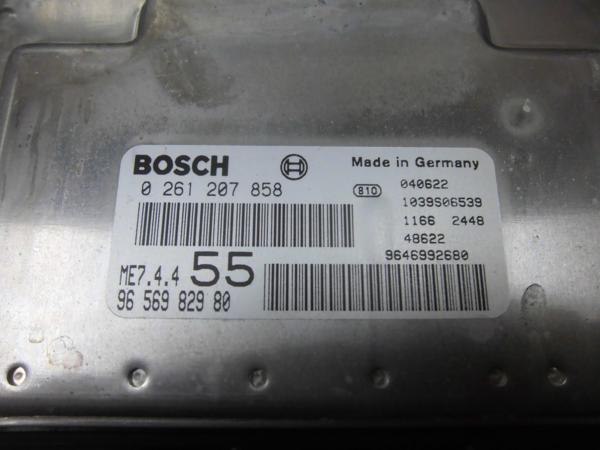 BOSCH
Made in Germany
0 261 207 858
810
040622
1039S06539
1166 2448
48622
9646992680
ME7.4.4 55
96 569 829 80